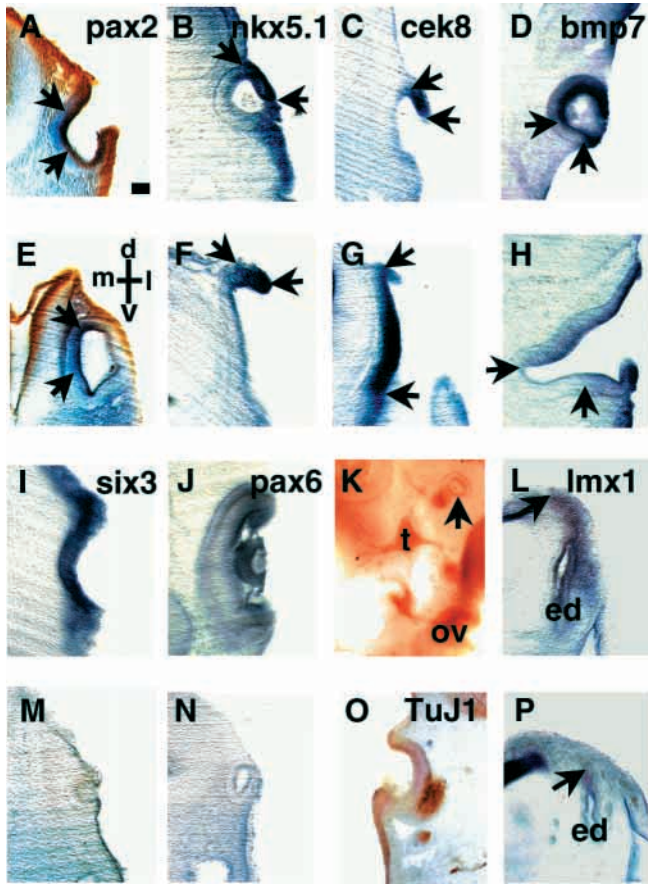 A pax2
B nkx5.1
C cek8
D bmp7
E
d
m l
v
F
G
H
I six3
J pax6
K
t
ov
L lmx1
ed
M
N
O TuJ1
P
ed